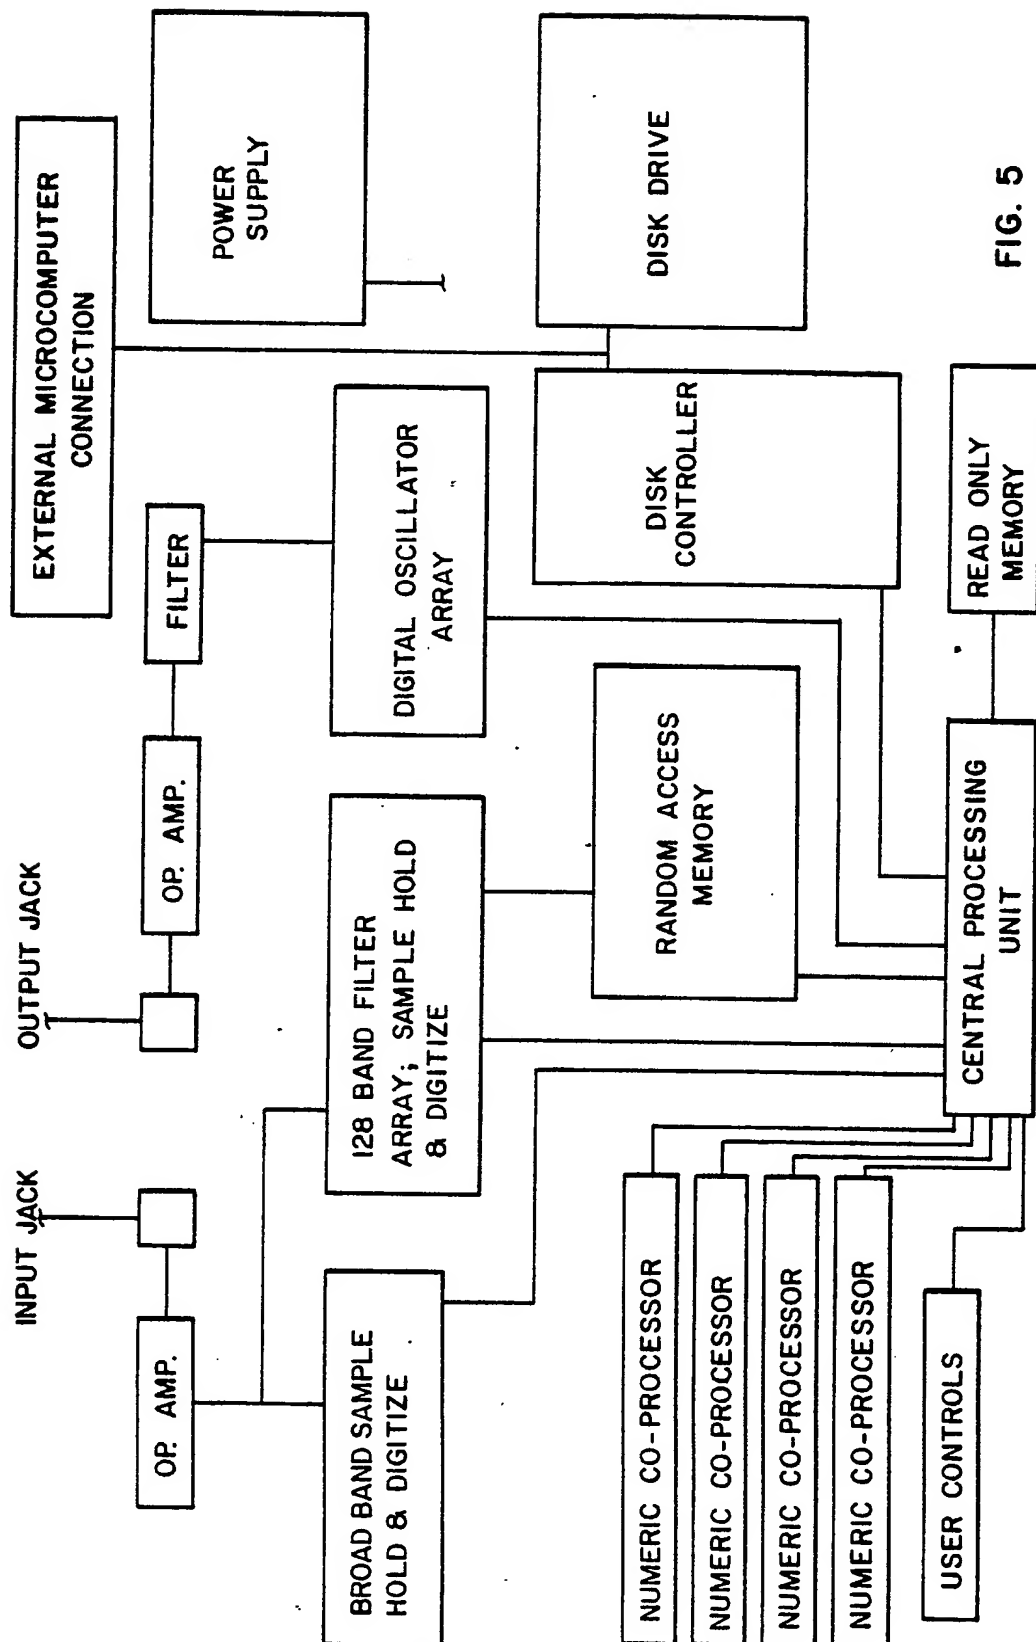 INPUT JACK
OUTPUT JACK
EXTERNAL MICROCOMPUTER
CONNECTION
OP. AMP.
OP. AMP.
FILTER
POWER
SUPPLY
BROAD BAND SAMPLE
HOLD & DIGITIZE
128 BAND FILTER
ARRAY; SAMPLE HOLD
& DIGITIZE
DIGITAL OSCILLATOR
ARRAY
RANDOM ACCESS
MEMORY
DISK
CONTROLLER
DISK DRIVE
NUMERIC CO-PROCESSOR
NUMERIC CO-PROCESSOR
NUMERIC CO-PROCESSOR
NUMERIC CO-PROCESSOR
USER CONTROLS
CENTRAL PROCESSING
UNIT
READ ONLY
MEMORY
FIG. 5